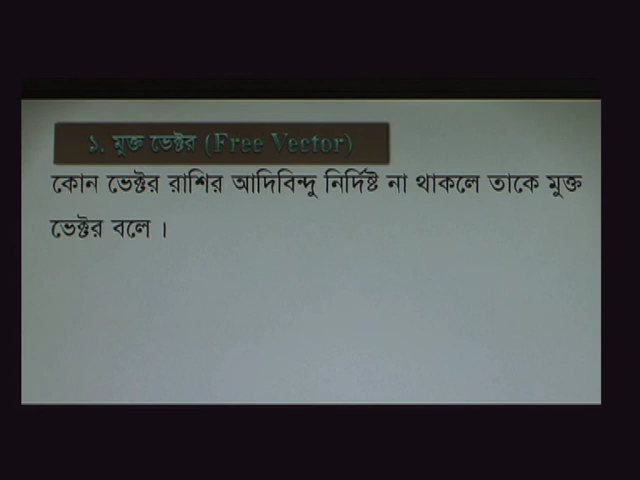 ১. মুক্ত ভেক্টর (Free Vector)
কোন ভেক্টর রাশির আদিবিন্দু নির্দিষ্ট না থাকলে তাকে মুক্ত
ভেক্টর বলে ।